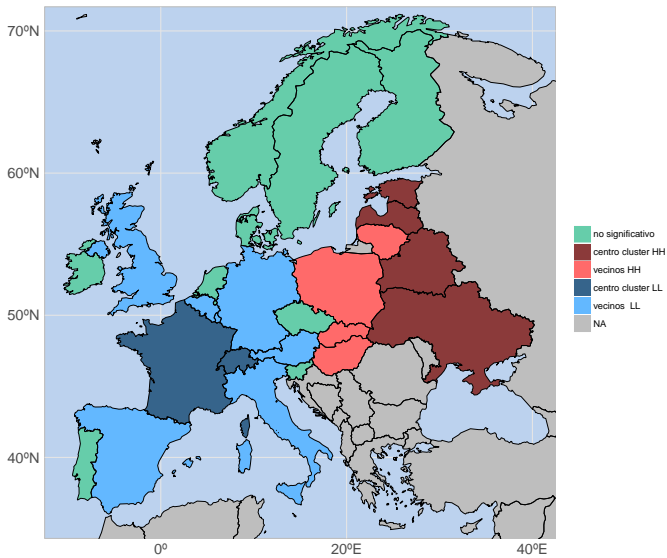 70ºN
60ºN
50ºN
40ºN
0º
20ºE
40ºE
no significativo
centro cluster HH
vecinos HH
centro cluster LL
vecinos  LL
NA